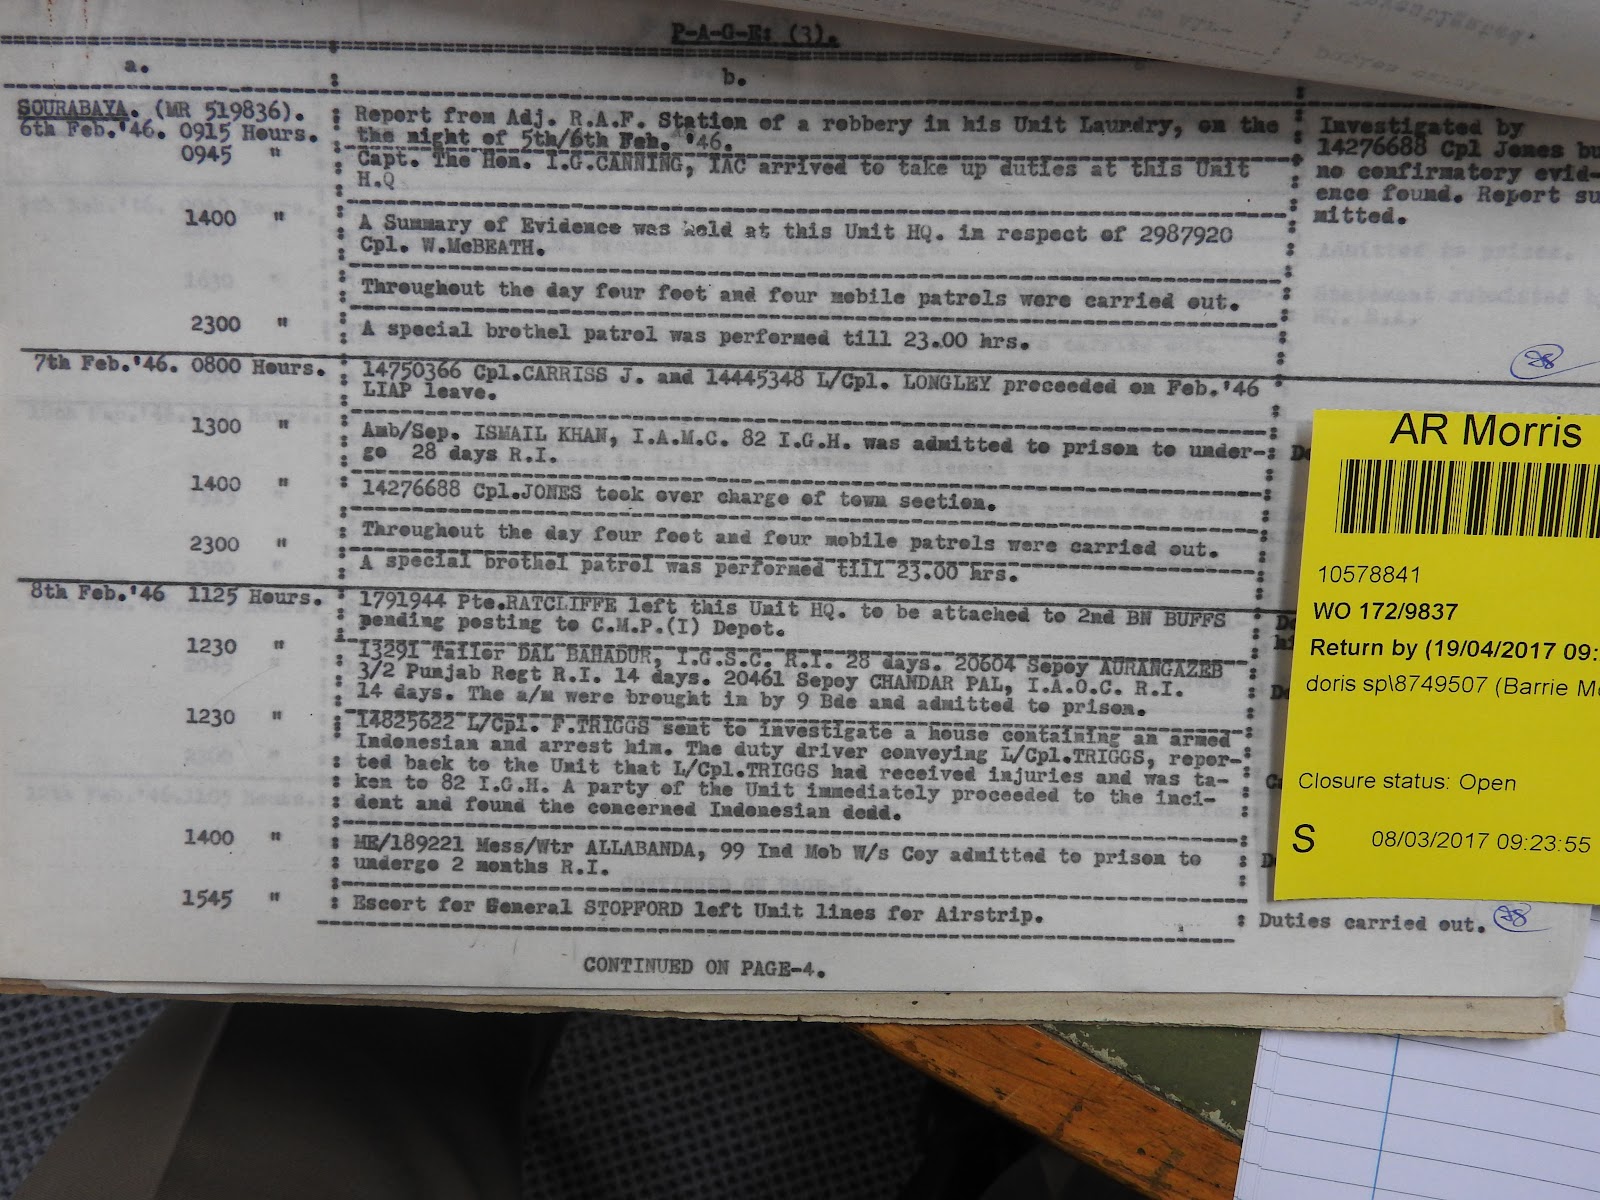 P-A-G-E: (3).
a. : b.
SOURABAYA. (MR 519836).
6th Feb.'46. 0915 Hours. : Report from Adj. R.A.F. Station of a robbery in his Unit Laundry, on the
the night of 5th/6th Feb. '46.
Investigated by
14276688 Cpl Jones bu
no confirmatory evid-
ence found. Report su
mitted.
0945 " Capt. The Hon. I.G.CANNING, IAC arrived to take up duties at this Unit
H.Q
1400 " A Summary of Evidence was held at this Unit HQ. in respect of 2987920
Cpl. W.McBEATH.
Throughout the day four foot and four mobile patrols were carried out.
2300 " A special brothel patrol was performed till 23.00 hrs.
7th Feb.'46. 0800 Hours. : 14750366 Cpl.CARRISS J. and 14445348 L/Cpl. LONGLEY proceeded on Feb.'46
LIAP leave.
1300 " Amb/Sep. ISMAIL KHAN, I.A.M.C. 82 I.G.H. was admitted to prison to under-
go 28 days R.I.
1400 " 14276688 Cpl.JONES took over charge of town section.
Throughout the day four foot and four mobile patrols were carried out.
2300 " A special brothel patrol was performed till 23.00 hrs.
8th Feb.'46 1125 Hours. : 1791944 Pte.RATCLIFFE left this Unit HQ. to be attached to 2nd BN BUFFS
pending posting to C.M.P.(I) Depot.
1230 " 13291 Tailor DAL BAHADUR, I.G.S.C. R.I. 28 days. 20604 Sepoy AURANGAZEB
3/2 Punjab Regt R.I. 14 days. 20461 Sepoy CHANDAR PAL, I.A.O.C. R.I.
14 days. The a/m were brought in by 9 Bde and admitted to prison.
1230 " 14825622 L/Cpl. F.TRIGGS sent to investigate a house containing an armed
Indonesian and arrest him. The duty driver conveying L/Cpl.TRIGGS, repor-
ted back to the Unit that L/Cpl.TRIGGS had received injuries and was ta-
ken to 82 I.G.H. A party of the Unit immediately proceeded to the inci-
dent and found the concerned Indonesian dedd.
1400 " ME/189221 Mess/Wtr ALLABANDA, 99 Ind Mob W/s Coy admitted to prison to
undergo 2 months R.I.
1545 " : Escort for General STOPFORD left Unit lines for Airstrip. : Duties carried out.
CONTINUED ON PAGE-4.
AR Morris
10578841
WO 172/9837
Return by (19/04/2017 09:
doris sp\8749507 (Barrie Mo
Closure status: Open
S 08/03/2017 09:23:55